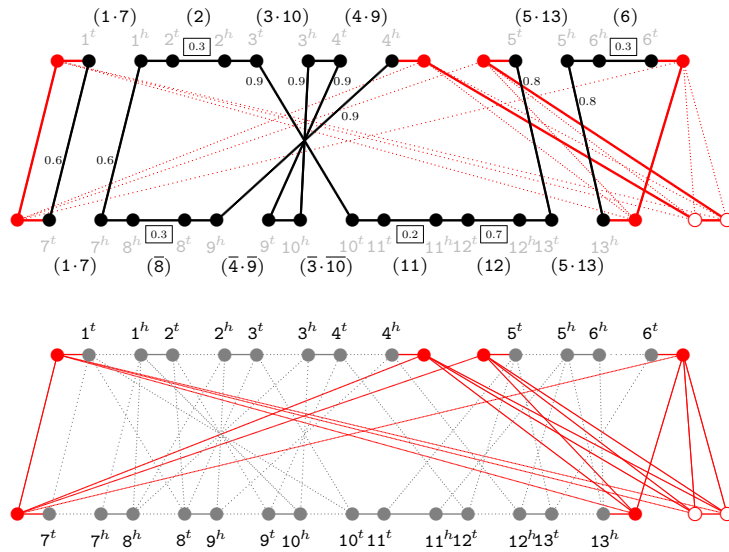 (1·7) (2) (3·10) (4·9) (5·13) (6)
1^t 1^h 2^t 0.3 2^h 3^t 3^h 4^t 4^h 5^t 5^h 6^h 0.3 6^t
0.9 0.9 0.9 0.8
0.8
0.9
0.6 0.6
7^t 7^h 8^h 0.3 8^t 9^h 9^t 10^h 10^t 11^t 0.2 11^h 12^t 0.7 12^h 13^t 13^h
(1·7) (8̅) (4̅·9̅) (3̅·1̅0̅) (11) (12) (5·13)
1^t 1^h 2^t 2^h 3^t 3^h 4^t 4^h 5^t 5^h 6^h 6^t
7^t 7^h 8^h 8^t 9^h 9^t 10^h 10^t 11^t 11^h 12^t 12^h 13^t 13^h